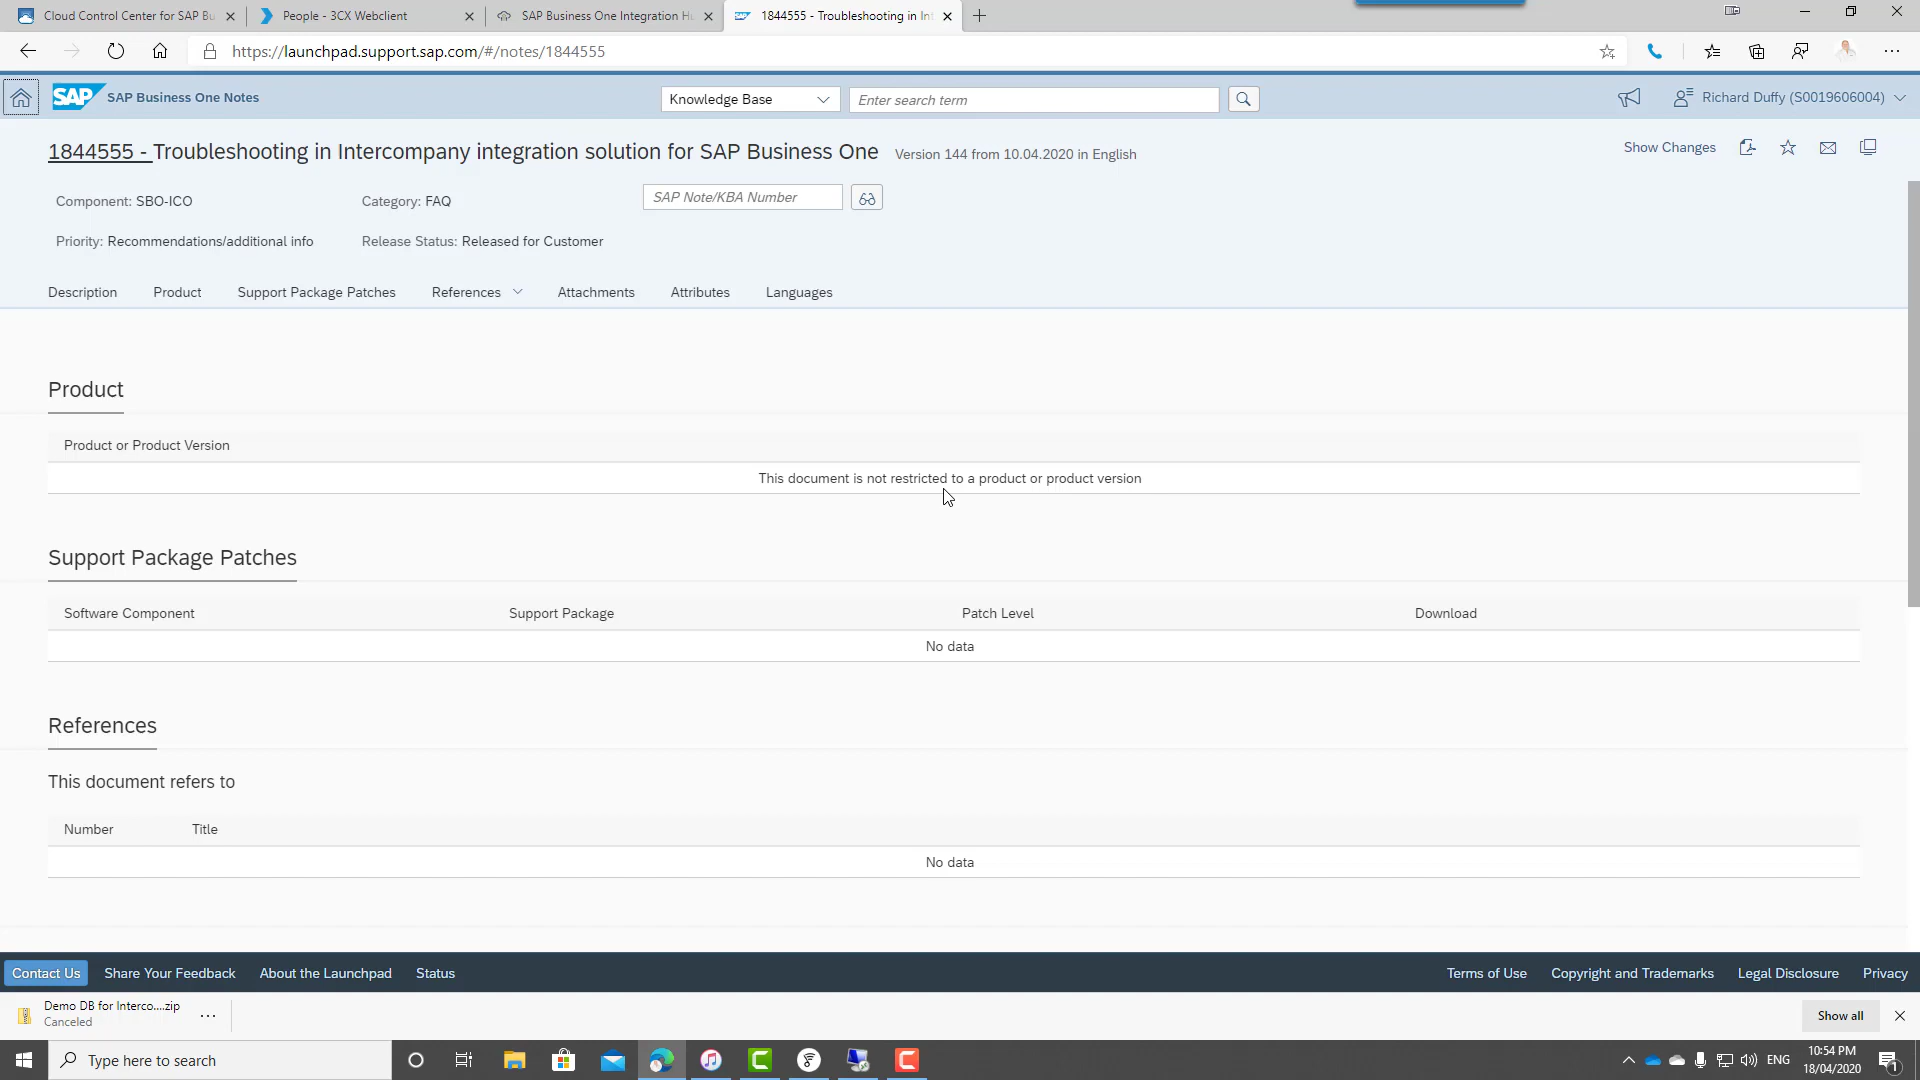 Cloud Control Center for SAP Bu
People - 3CX Webclient
SAP Business One Integration Hu
1844555 - Troubleshooting in Int
https://launchpad.support.sap.com/#/notes/1844555
SAP SAP Business One Notes
Knowledge Base
Enter search term
Richard Duffy (S0019606004)
1844555 - Troubleshooting in Intercompany integration solution for SAP Business One Version 144 from 10.04.2020 in English
Show Changes
Component: SBO-ICO
Category: FAQ
SAP Note/KBA Number
Priority: Recommendations/additional info
Release Status: Released for Customer
Description Product Support Package Patches References Attachments Attributes Languages
Product
Product or Product Version
This document is not restricted to a product or product version
Support Package Patches
Software Component Support Package Patch Level Download
No data
References
This document refers to
Number Title
No data
Contact Us Share Your Feedback About the Launchpad Status Terms of Use Copyright and Trademarks Legal Disclosure Privacy
Demo DB for Interco....zip
Canceled
Show all
Type here to search
ENG
10:54 PM
18/04/2020
1